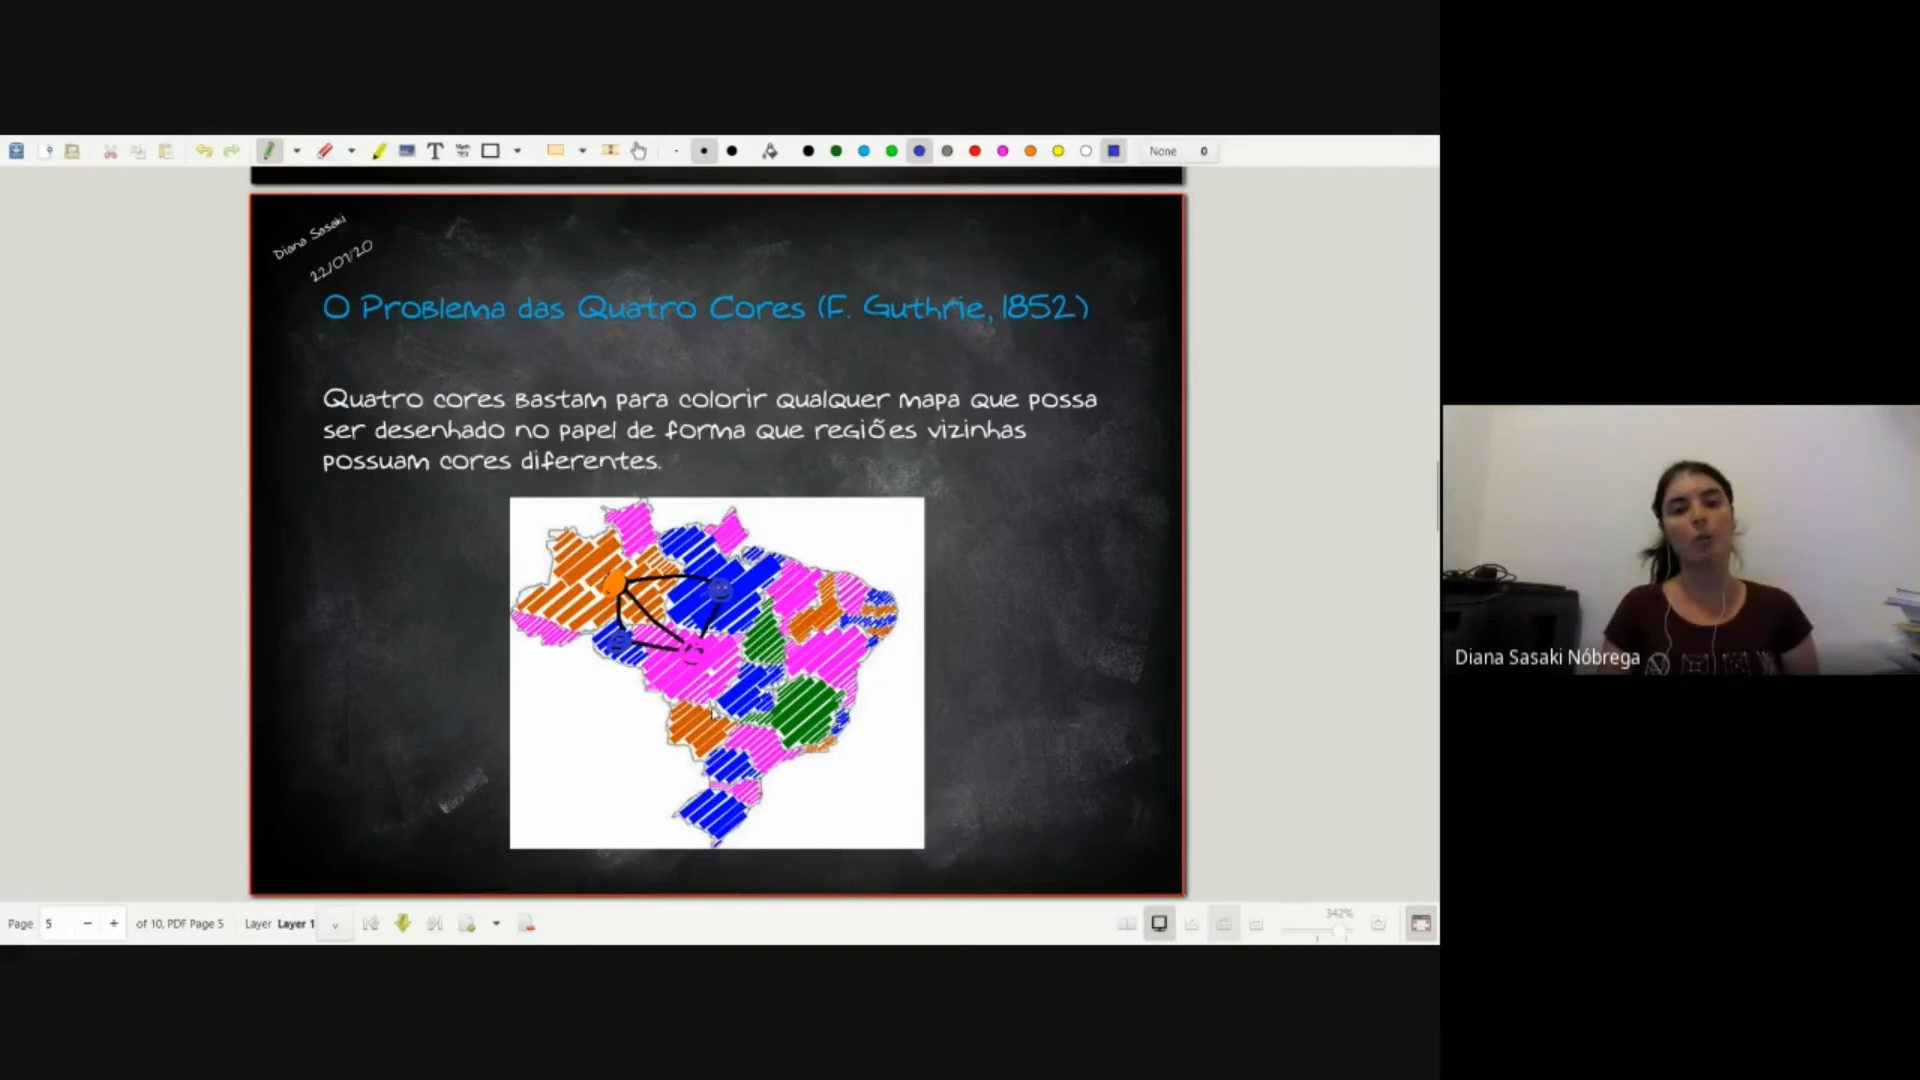 None 0
Diana Sasaki
22/01/20
O Problema das Quatro Cores (F. Guthrie, 1852)
Quatro cores bastam para colorir qualquer mapa que possa
ser desenhado no papel de forma que regiões vizinhas
possuam cores diferentes.
Diana Sasaki Nóbrega
Page 5 of 10, PDF Page 5 Layer Layer 1
342%